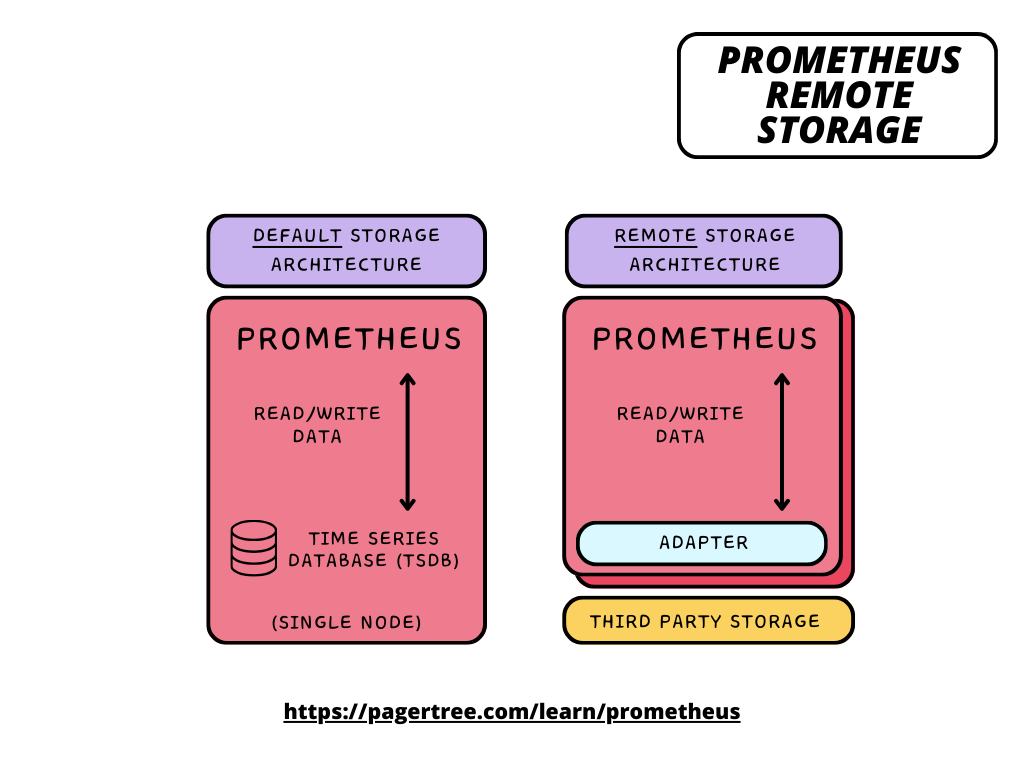 PROMETHEUS
REMOTE
STORAGE
DEFAULT STORAGE
ARCHITECTURE
PROMETHEUS
READ/WRITE
DATA
TIME SERIES
DATABASE (TSDB)
(SINGLE NODE)
REMOTE STORAGE
ARCHITECTURE
PROMETHEUS
READ/WRITE
DATA
ADAPTER
THIRD PARTY STORAGE
https://pagertree.com/learn/prometheus